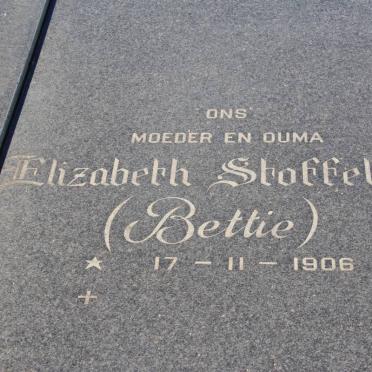 ONS
MOEDER EN OUMA
Elizabeth Stoffel
(Bettie)
★ 17 – 11 – 1906
+